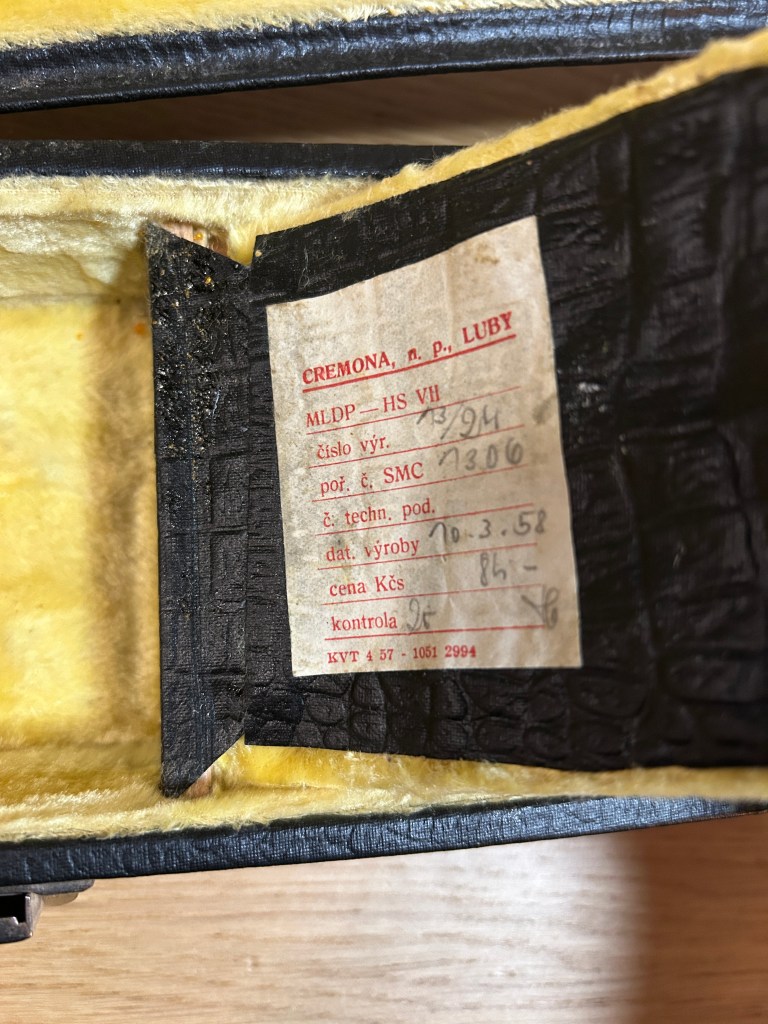 CREMONA, n. p., LUBY
MLDP — HS VII
číslo výr. 13/9M
poř. č. SMC 1306
č. techn. pod.
dat. výroby 10.3.58
cena Kčs 84 –
kontrola
KVT 4 57 - 1051 2994